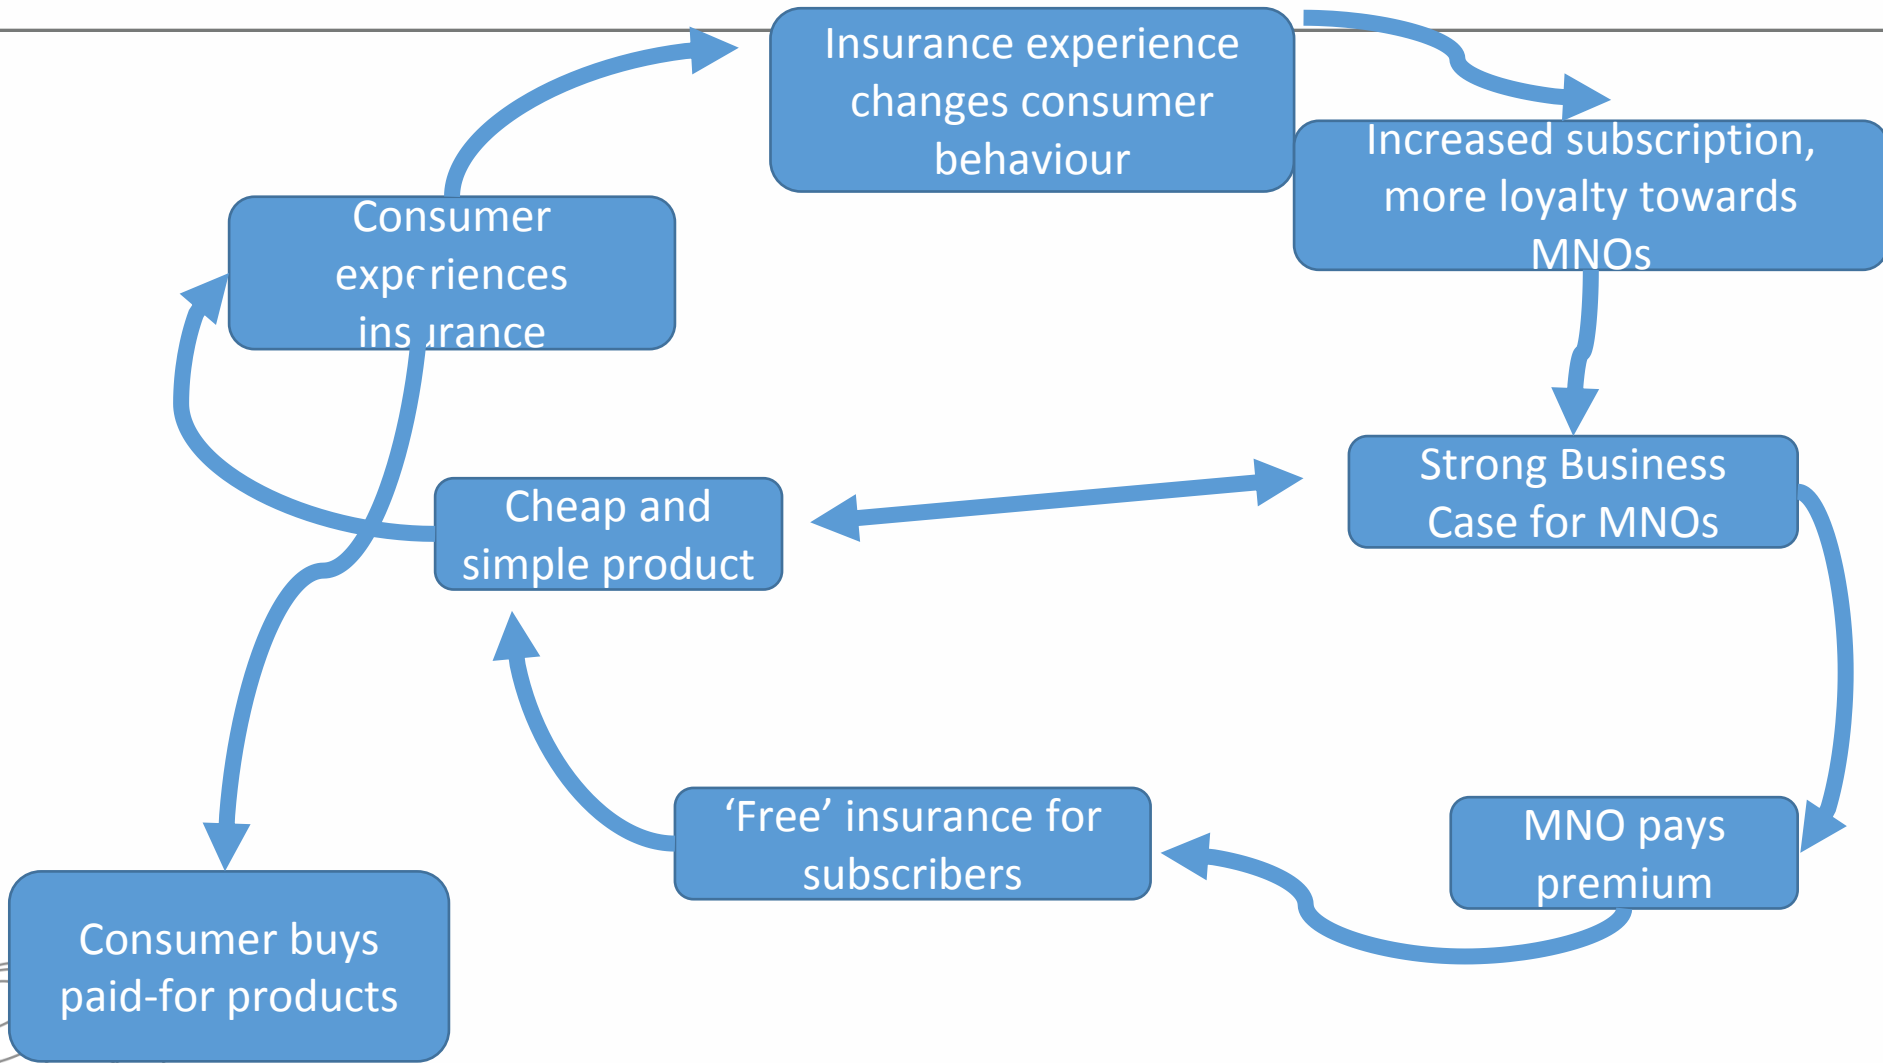 Insurance experience
changes consumer
behaviour
Increased subscription,
more loyalty towards
MNOs
Consumer
experiences
insurance
Strong Business
Case for MNOs
Cheap and
simple product
‘Free’ insurance for
subscribers
MNO pays
premium
Consumer buys
paid-for products